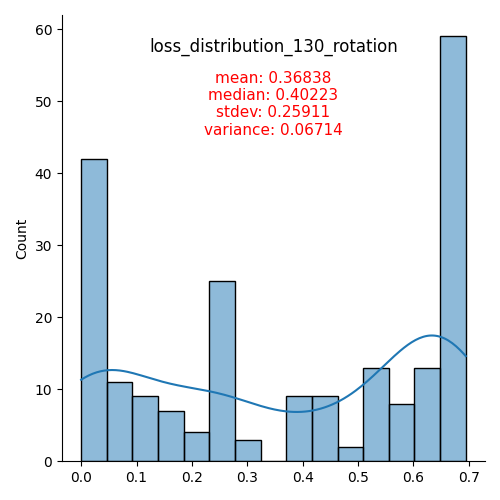 loss_distribution_130_rotation
mean: 0.36838
median: 0.40223
stdev: 0.25911
variance: 0.06714
Count
60
50
40
30
20
10
0
0.0 0.1 0.2 0.3 0.4 0.5 0.6 0.7